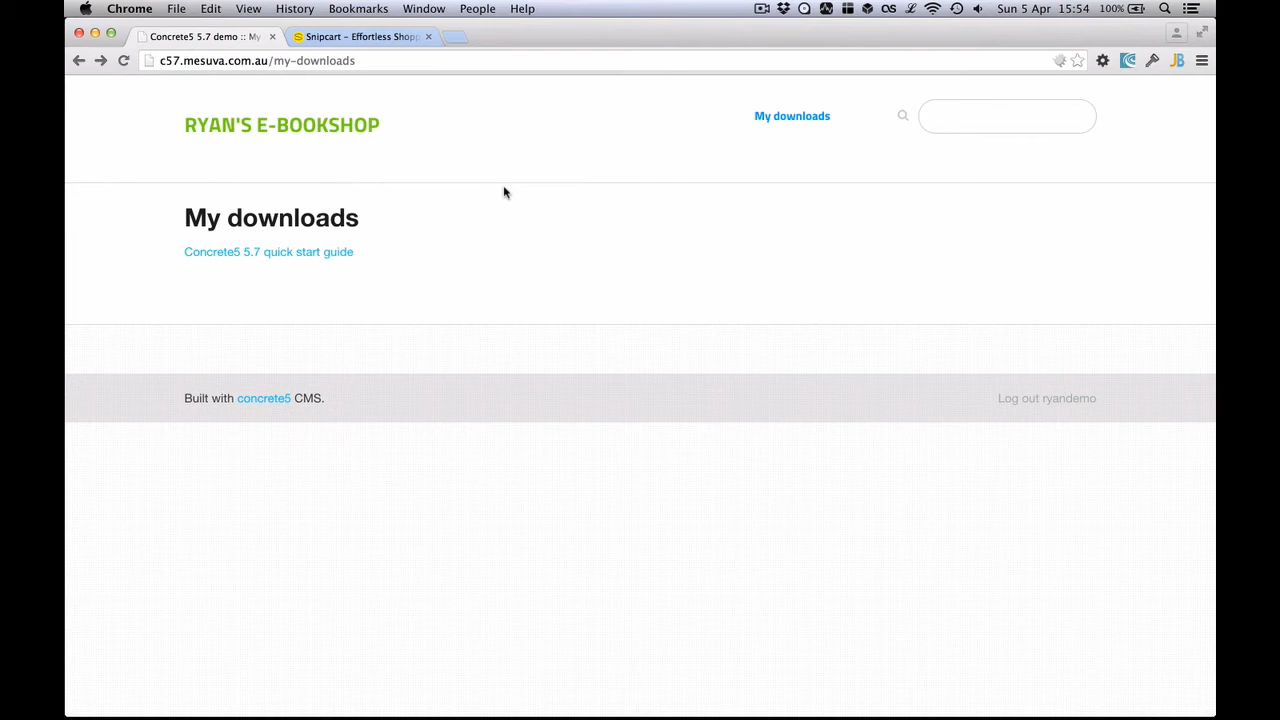 Chrome File Edit View History Bookmarks Window People Help Sun 5 Apr 15:54 100%
Concrete5 5.7 demo :: My Snipcart – Effortless Shopp
c57.mesuva.com.au/my-downloads
RYAN'S E-BOOKSHOP
My downloads
My downloads
Concrete5 5.7 quick start guide
Built with concrete5 CMS.
Log out ryandemo